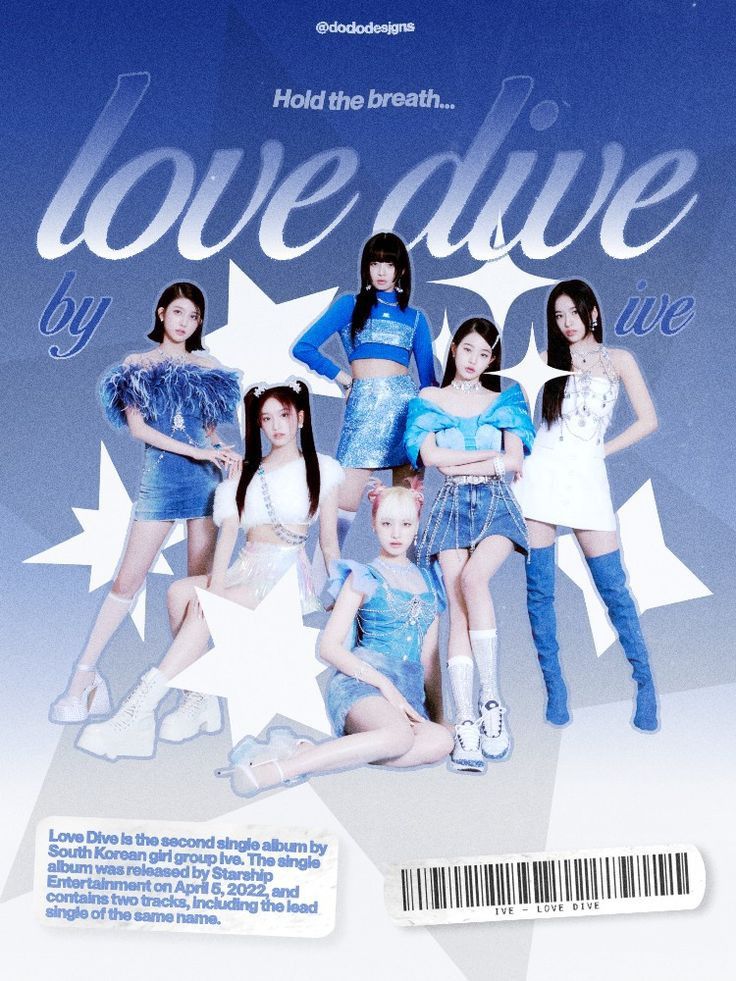 @dododesjgns
Hold the breath...
love dive
by ive
Love Dive is the second single album by
South Korean girl group ive. The single
album was released by Starship
Entertainment on April 5, 2022, and
contains two tracks, including the lead
single of the same name.
IVE - LOVE DIVE